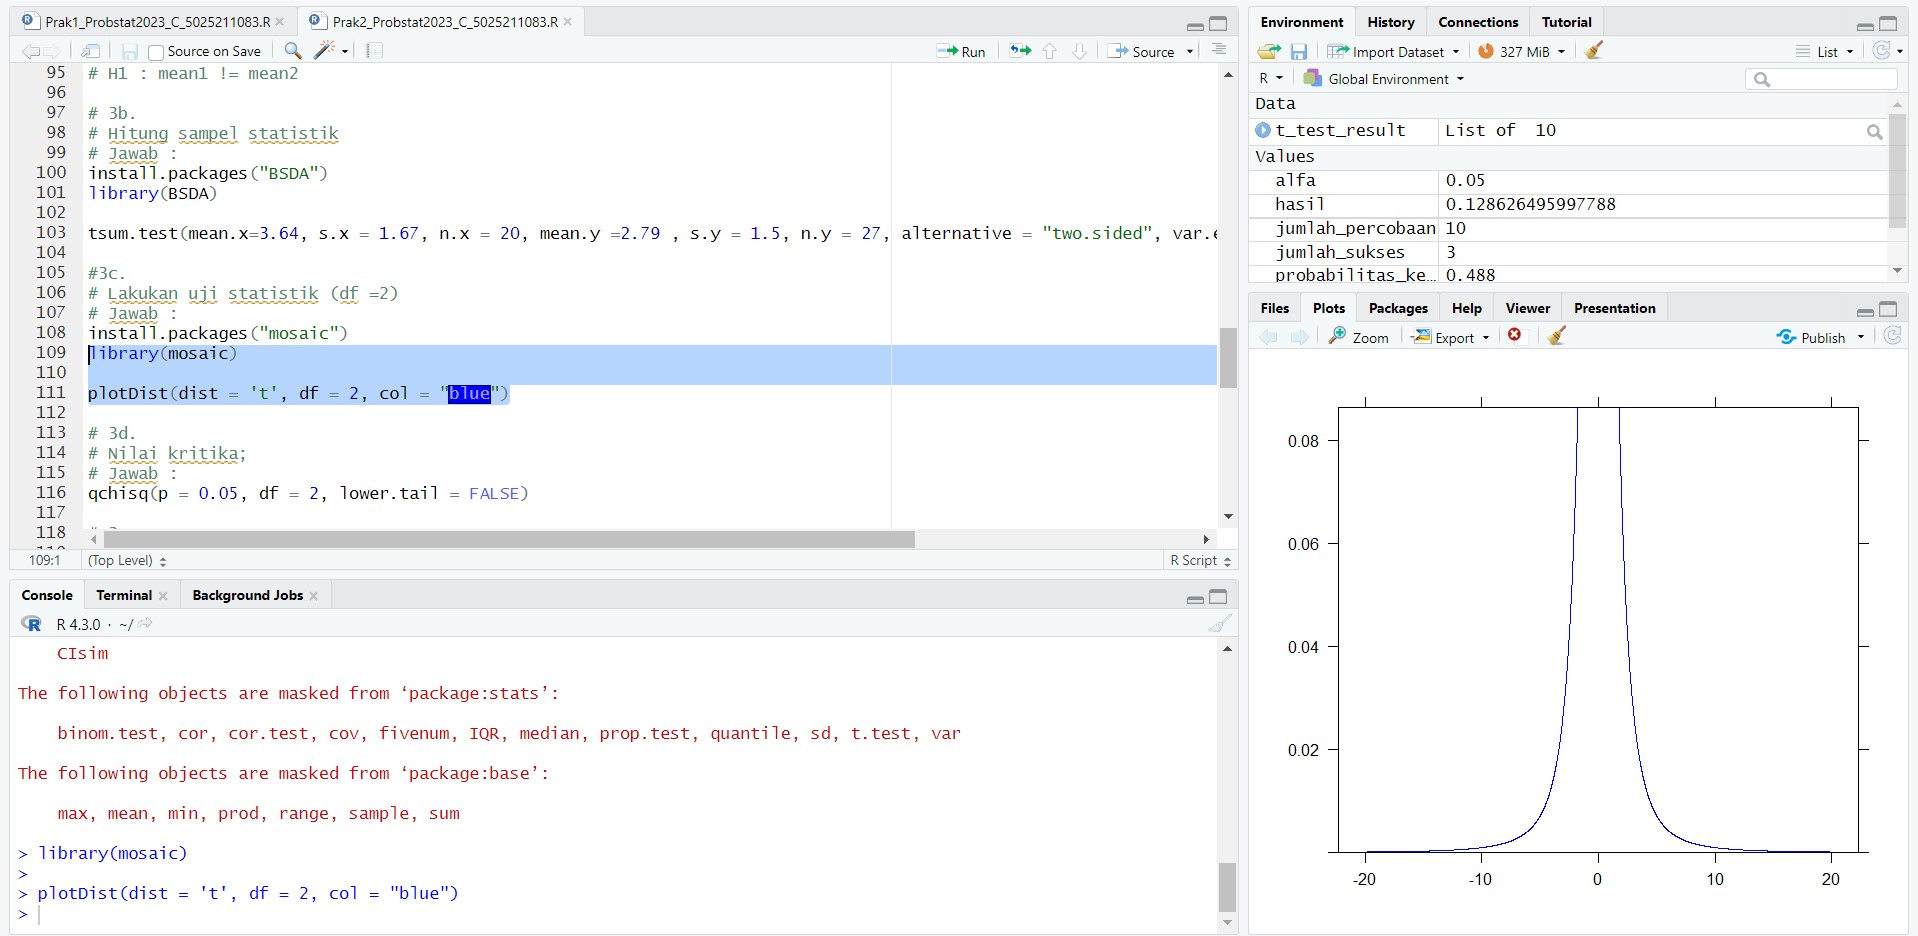 Prak1_Probstat2023_C_5025211083.R
Prak2_Probstat2023_C_5025211083.R
Source on Save
Run
Source
95 # H1 : mean1 != mean2
96
97 # 3b.
98 # Hitung sampel statistik
99 # Jawab :
100 install.packages("BSDA")
101 library(BSDA)
102
103 tsum.test(mean.x=3.64, s.x = 1.67, n.x = 20, mean.y =2.79 , s.y = 1.5, n.y = 27, alternative = "two.sided", var.e
104
105 #3c.
106 # Lakukan uji statistik (df =2)
107 # Jawab :
108 install.packages("mosaic")
109 library(mosaic)
110
111 plotDist(dist = 't', df = 2, col = "blue")
112
113 # 3d.
114 # Nilai kritika;
115 # Jawab :
116 qchisq(p = 0.05, df = 2, lower.tail = FALSE)
117
118
109:1 (Top Level) R Script
Console Terminal Background Jobs
R 4.3.0 · ~/
CIsim
The following objects are masked from ‘package:stats’:
binom.test, cor, cor.test, cov, fivenum, IQR, median, prop.test, quantile, sd, t.test, var
The following objects are masked from ‘package:base’:
max, mean, min, prod, range, sample, sum
> library(mosaic)
>
> plotDist(dist = 't', df = 2, col = "blue")
>
Environment History Connections Tutorial
Import Dataset 327 MiB List
R Global Environment
Data
t_test_result List of 10
Values
alfa 0.05
hasil 0.128626495997788
jumlah_percobaan 10
jumlah_sukses 3
probabilitas_ke… 0.488
Files Plots Packages Help Viewer Presentation
Zoom Export Publish
0.08
0.06
0.04
0.02
-20 -10 0 10 20